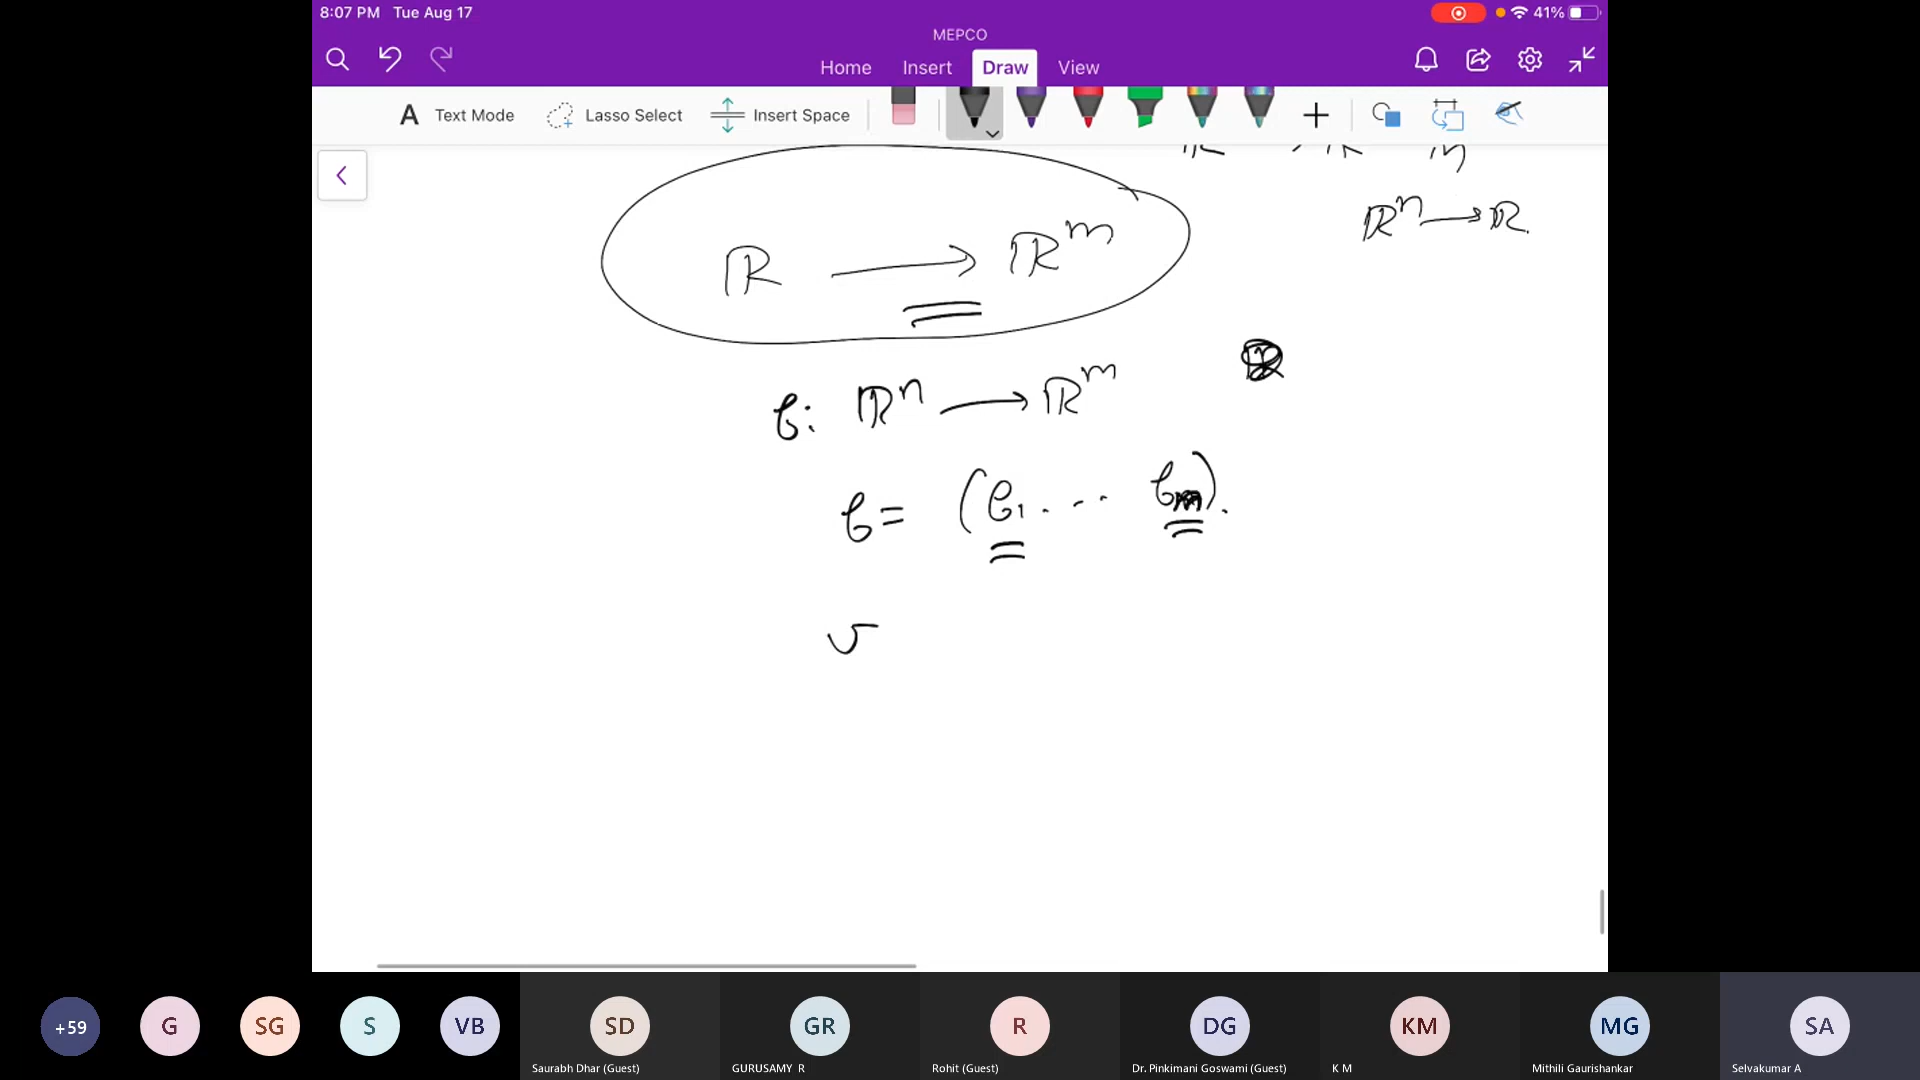 8:07 PM Tue Aug 17
41%
MEPCO
Home Insert Draw View
A Text Mode Lasso Select Insert Space
ℝⁿ → ℝ.
ℝ → ℝᵐ
f: ℝⁿ → ℝᵐ
f = (f₁ . . . . fₘ).
v
+59 G SG S VB SD GR R DG KM MG SA
Saurabh Dhar (Guest) GURUSAMY R Rohit (Guest) Dr. Pinkimani Goswami (Guest) K M Mithili Gaurishankar Selvakumar A